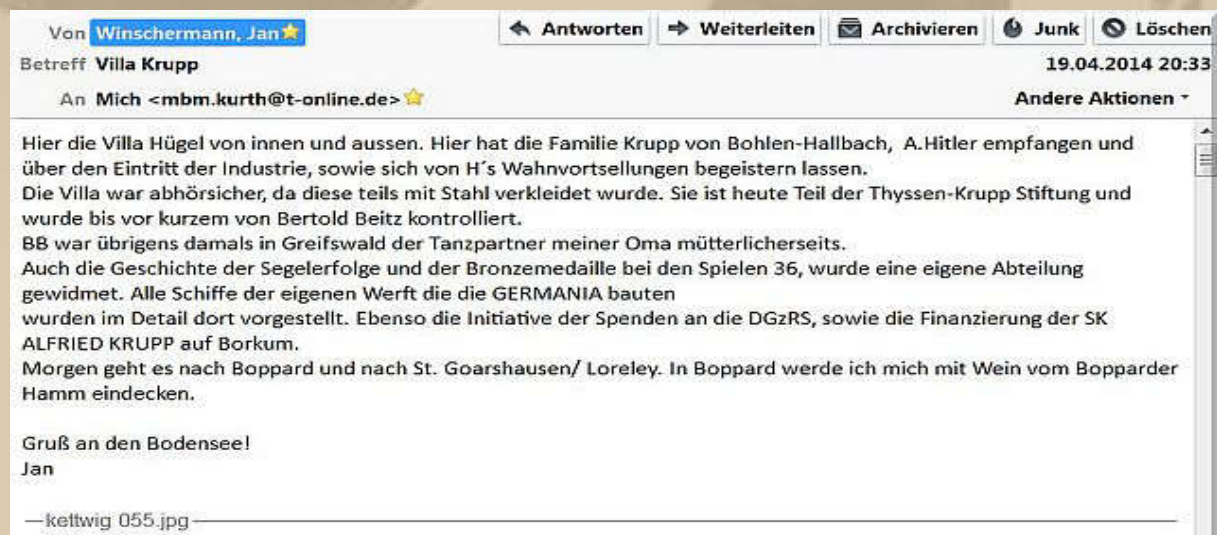 Von Winschermann, Jan Antworten Weiterleiten Archivieren Junk Löschen
Betreff Villa Krupp 19.04.2014 20:33
An Mich <mbm.kurth@t-online.de> Andere Aktionen
Hier die Villa Hügel von innen und aussen. Hier hat die Familie Krupp von Bohlen-Hallbach, A.Hitler empfangen und
über den Eintritt der Industrie, sowie sich von H´s Wahnvortsellungen begeistern lassen.
Die Villa war abhörsicher, da diese teils mit Stahl verkleidet wurde. Sie ist heute Teil der Thyssen-Krupp Stiftung und
wurde bis vor kurzem von Bertold Beitz kontrolliert.
BB war übrigens damals in Greifswald der Tanzpartner meiner Oma mütterlicherseits.
Auch die Geschichte der Segelerfolge und der Bronzemedaille bei den Spielen 36, wurde eine eigene Abteilung
gewidmet. Alle Schiffe der eigenen Werft die die GERMANIA bauten
wurden im Detail dort vorgestellt. Ebenso die Initiative der Spenden an die DGzRS, sowie die Finanzierung der SK
ALFRIED KRUPP auf Borkum.
Morgen geht es nach Boppard und nach St. Goarshausen/ Loreley. In Boppard werde ich mich mit Wein vom Bopparder
Hamm eindecken.
Gruß an den Bodensee!
Jan
kettwig 055.jpg